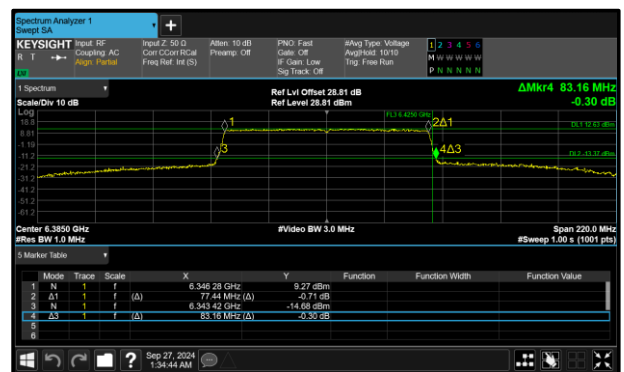 Spectrum Analyzer 1
Swept SA
+
KEYSIGHT Input: RF Input Z: 50 Ω Atten: 10 dB PNO: Fast #Avg Type: Voltage 1 2 3 4 5 6
R T Coupling: AC Corr CCorr RCal Preamp: Off Gate: Off Avg|Hold: 10/10 M W W W W W
Align: Partial Freq Ref: Int (S) IF Gain: Low Trig: Free Run
Sig Track: Off P N N N N N
1 Spectrum Ref Lvl Offset 28.81 dB ΔMkr4 83.16 MHz
Scale/Div 10 dB Ref Level 28.81 dBm -0.30 dB
Log
18.8
8.81
-1.19
-11.2
-21.2
-31.2
-41.2
-51.2
-61.2
FL3 6.4250 GHz
1
2Δ1
DL1 12.63 dBm
3
4Δ3
DL2 -13.37 dBm
Center 6.3850 GHz #Video BW 3.0 MHz Span 220.0 MHz
#Res BW 1.0 MHz #Sweep 1.00 s (1001 pts)
5 Marker Table
Mode Trace Scale X Y Function Function Width Function Value
1 N 1 f 6.346 28 GHz 9.27 dBm
2 Δ1 1 f (Δ) 77.44 MHz (Δ) -0.71 dB
3 N 1 f 6.343 42 GHz -14.68 dBm
4 Δ3 1 f (Δ) 83.16 MHz (Δ) -0.30 dB
5
6
? Sep 27, 2024
1:34:44 AM